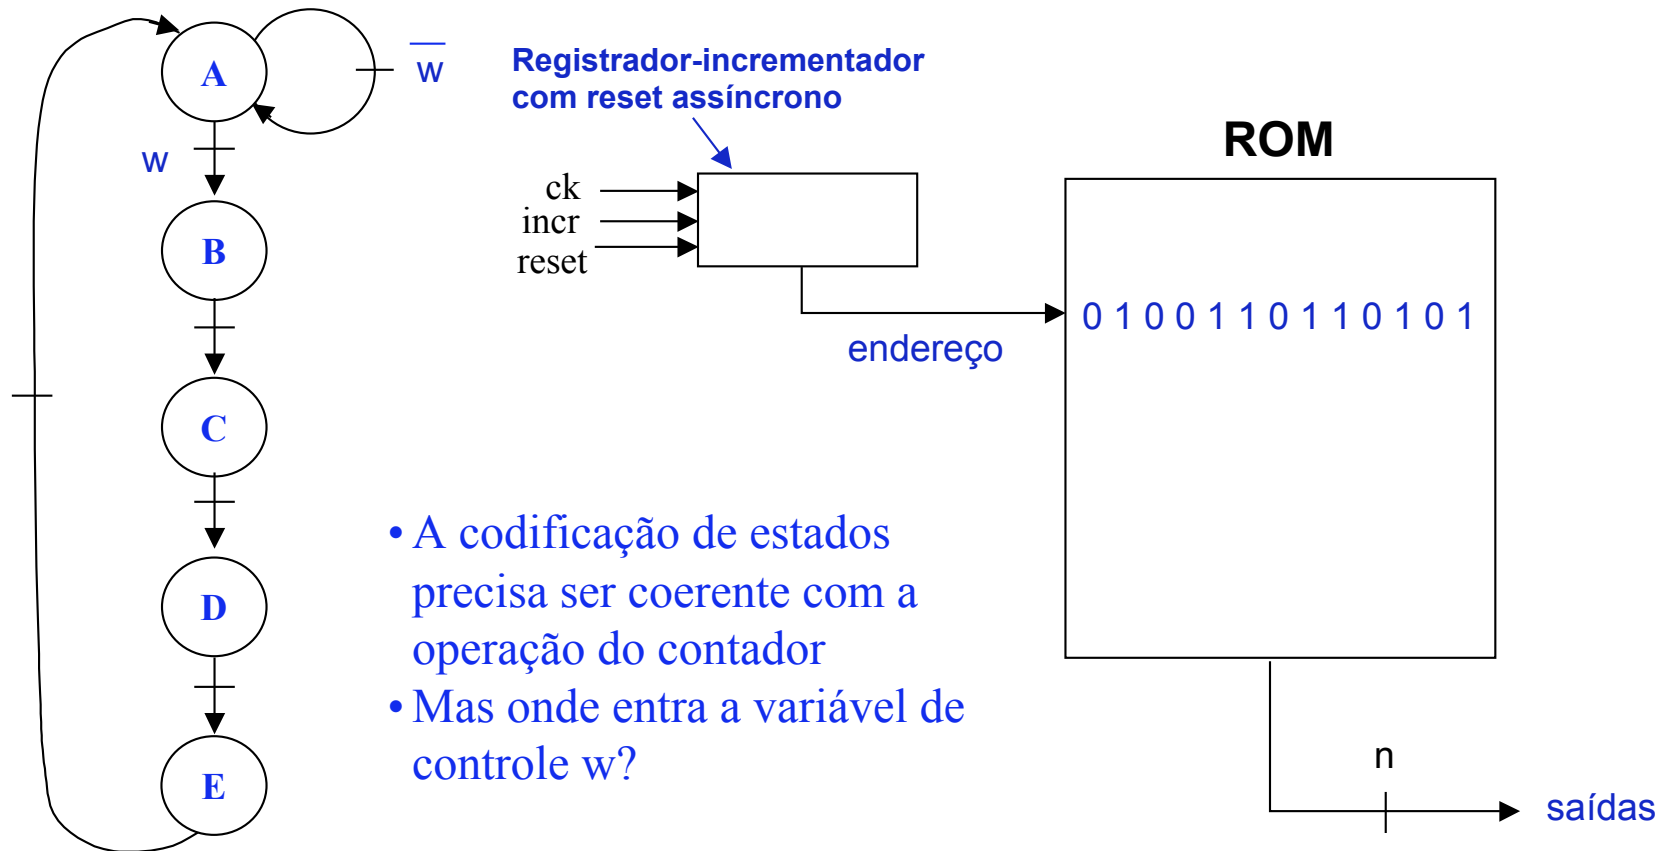 A
w̅
w
B
C
D
E
Registrador-incrementador
com reset assíncrono
ck
incr
reset
endereço
ROM
0 1 0 0 1 1 0 1 1 0 1 0 1
n
saídas
• A codificação de estados
precisa ser coerente com a
operação do contador
• Mas onde entra a variável de
controle w?